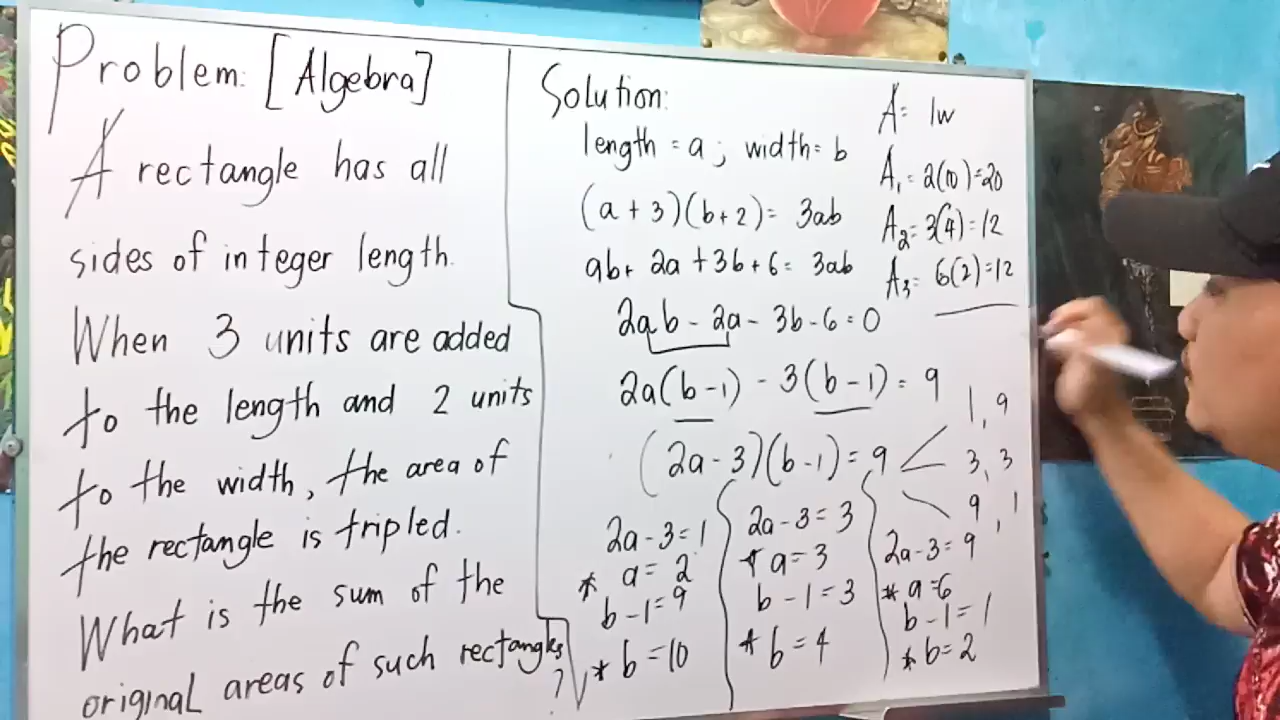 Problem: [Algebra]
A rectangle has all
sides of integer length.
When 3 units are added
to the length and 2 units
to the width, the area of
the rectangle is tripled.
What is the sum of the
original areas of such rectangles
?
Solution:
length = a; width = b
(a + 3)(b + 2) = 3ab
ab + 2a + 3b + 6 = 3ab
2ab - 2a - 3b - 6 = 0
2a(b - 1) - 3(b - 1) = 9
(2a - 3)(b - 1) = 9
1, 9
3, 3
9, 1
2a - 3 = 1
* a = 2
b - 1 = 9
* b = 10
2a - 3 = 3
* a = 3
b - 1 = 3
* b = 4
2a - 3 = 9
* a = 6
b - 1 = 1
* b = 2
A = lw
A₁ = 2(10) = 20
A₂ = 3(4) = 12
A₃ = 6(2) = 12